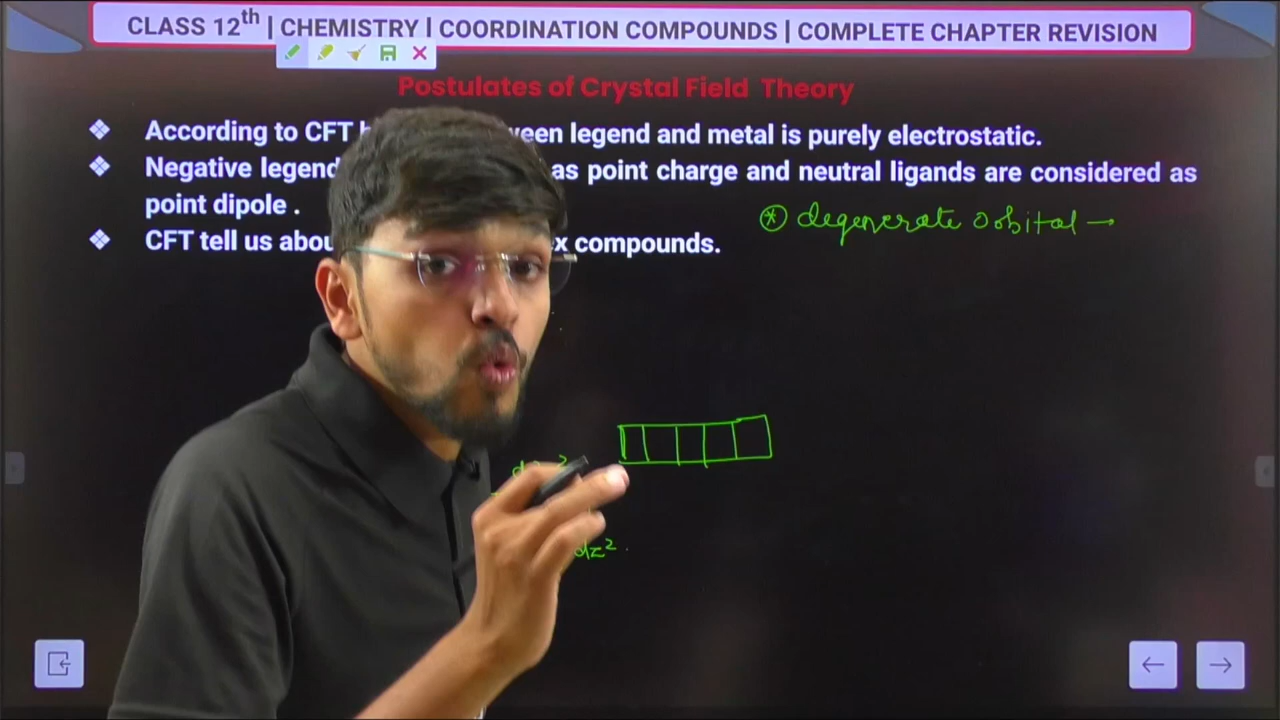 CLASS 12th | CHEMISTRY | COORDINATION COMPOUNDS | COMPLETE CHAPTER REVISION
Postulates of Crystal Field Theory
❖ According to CFT ween legend and metal is purely electrostatic.
❖ Negative legend as point charge and neutral ligands are considered as
point dipole .
⊛ degenerate orbital →
❖ CFT tell us abou x compounds.
dz²